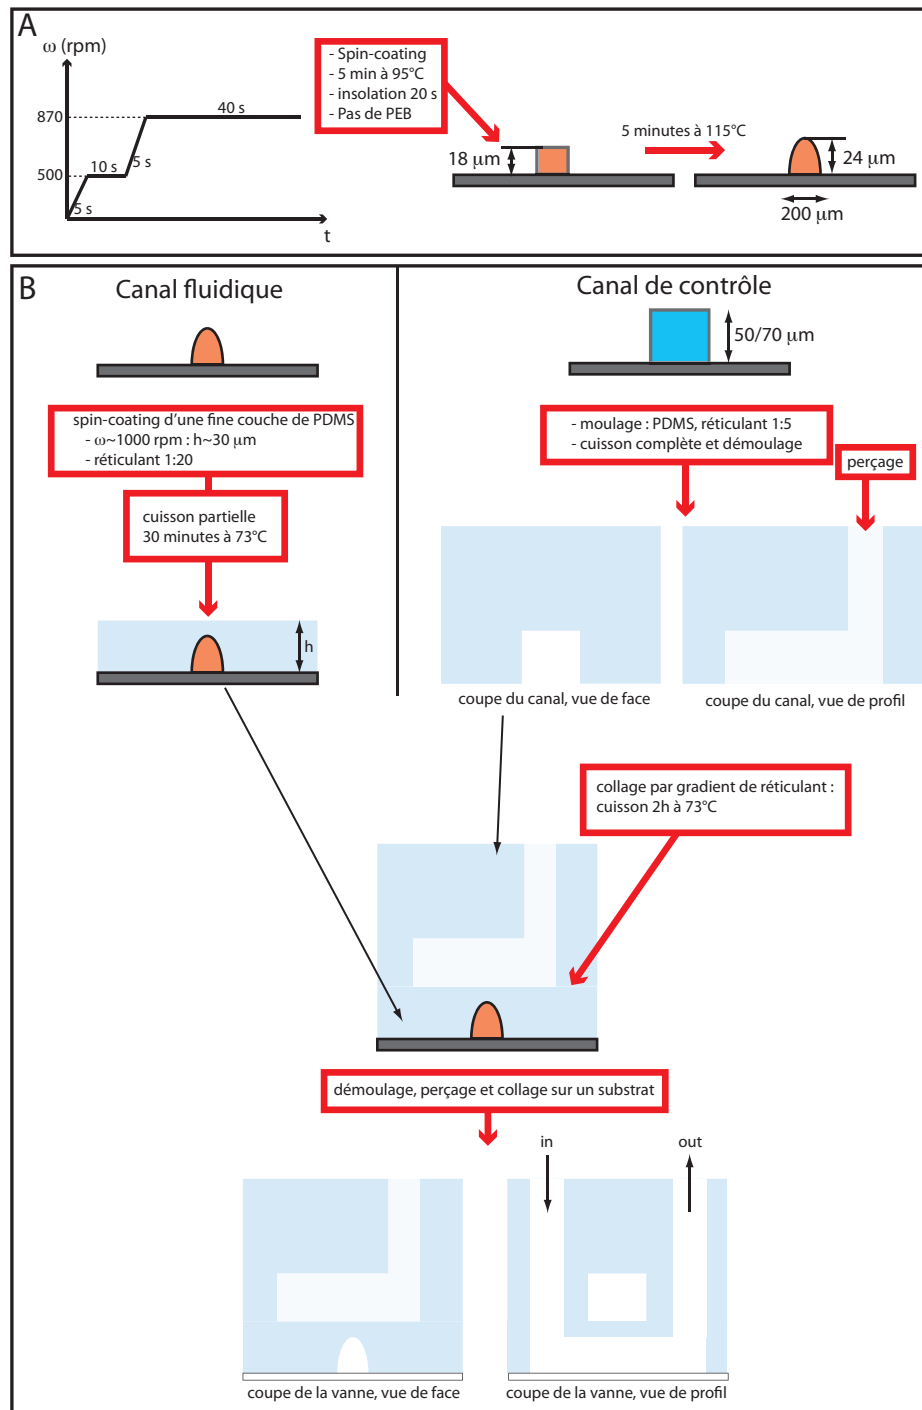 A
ω (rpm)
870
500
5 s
10 s
5 s
40 s
t
- Spin-coating
- 5 min à 95°C
- insolation 20 s
- Pas de PEB
18 μm
5 minutes à 115°C
24 μm
200 μm
B
Canal fluidique
Canal de contrôle
50/70 μm
spin-coating d'une fine couche de PDMS
- ω~1000 rpm : h~30 μm
- réticulant 1:20
- moulage : PDMS, réticulant 1:5
- cuisson complète et démoulage
perçage
cuisson partielle
30 minutes à 73°C
h
coupe du canal, vue de face
coupe du canal, vue de profil
collage par gradient de réticulant :
cuisson 2h à 73°C
démoulage, perçage et collage sur un substrat
in
out
coupe de la vanne, vue de face
coupe de la vanne, vue de profil